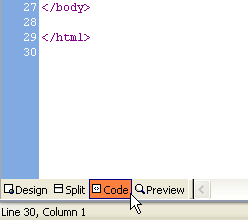 27 </body>
28
29 </html>
30
Design Split Code Preview
Line 30, Column 1